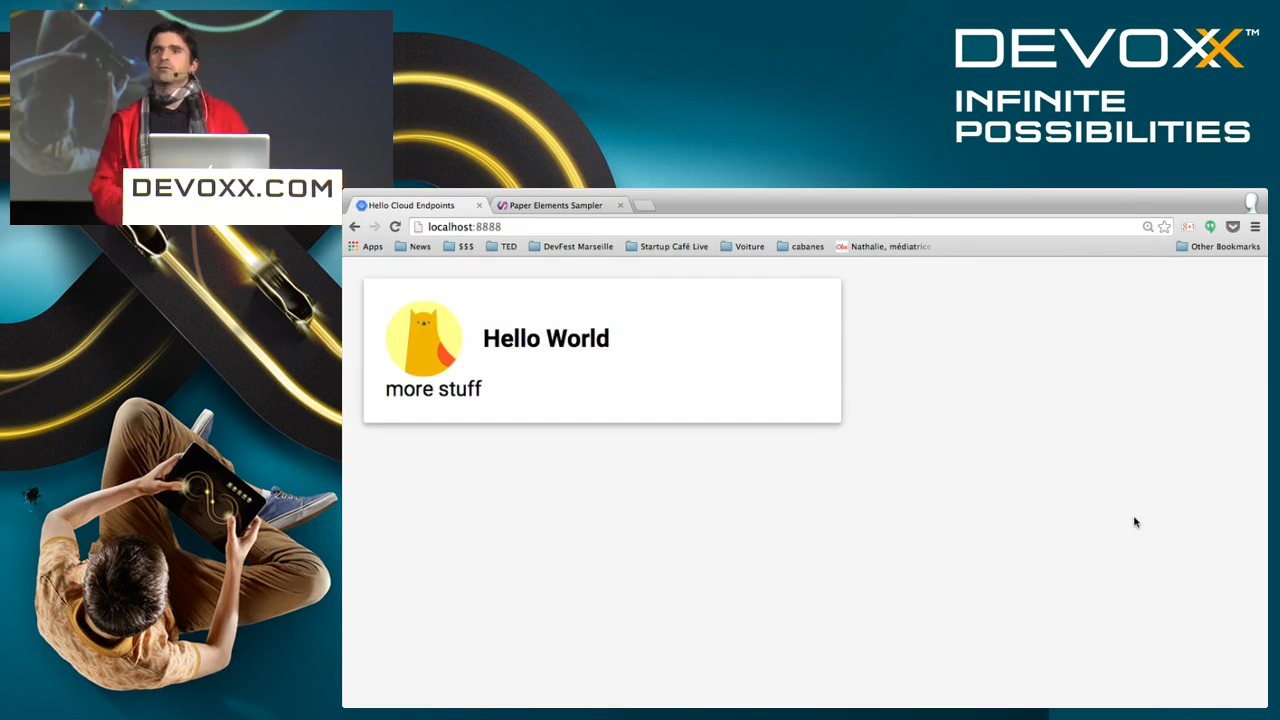 DEVOXX™
INFINITE
POSSIBILITIES
DEVOXX.COM
Hello Cloud Endpoints
Paper Elements Sampler
localhost:8888
Apps News $$$ TED DevFest Marseille Startup Café Live Voiture cabanes Nathalie, médiatrice Other Bookmarks
Hello World
more stuff